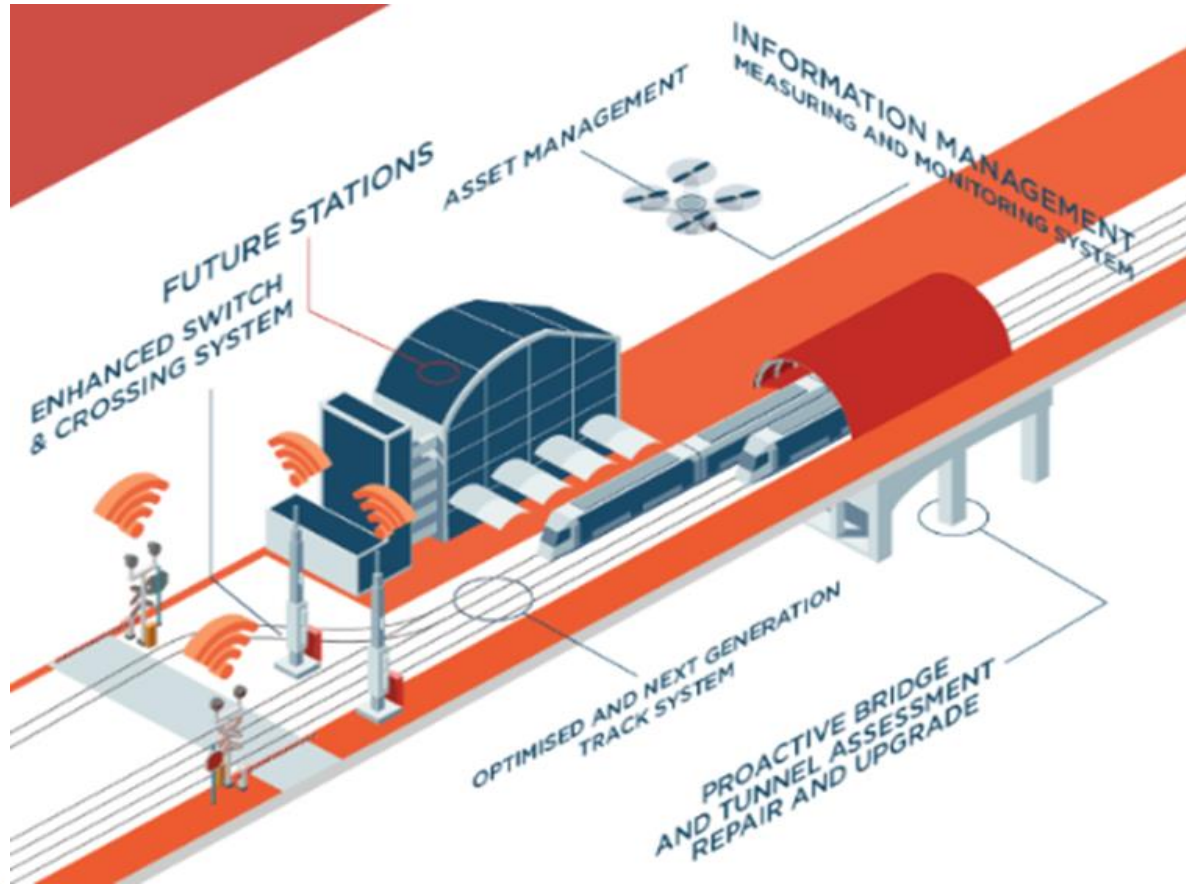 INFORMATION MANAGEMENT
MEASURING AND MONITORING SYSTEM
ASSET MANAGEMENT
FUTURE STATIONS
ENHANCED SWITCH
& CROSSING SYSTEM
OPTIMISED AND NEXT GENERATION
TRACK SYSTEM
PROACTIVE BRIDGE
AND TUNNEL ASSESSMENT
REPAIR AND UPGRADE